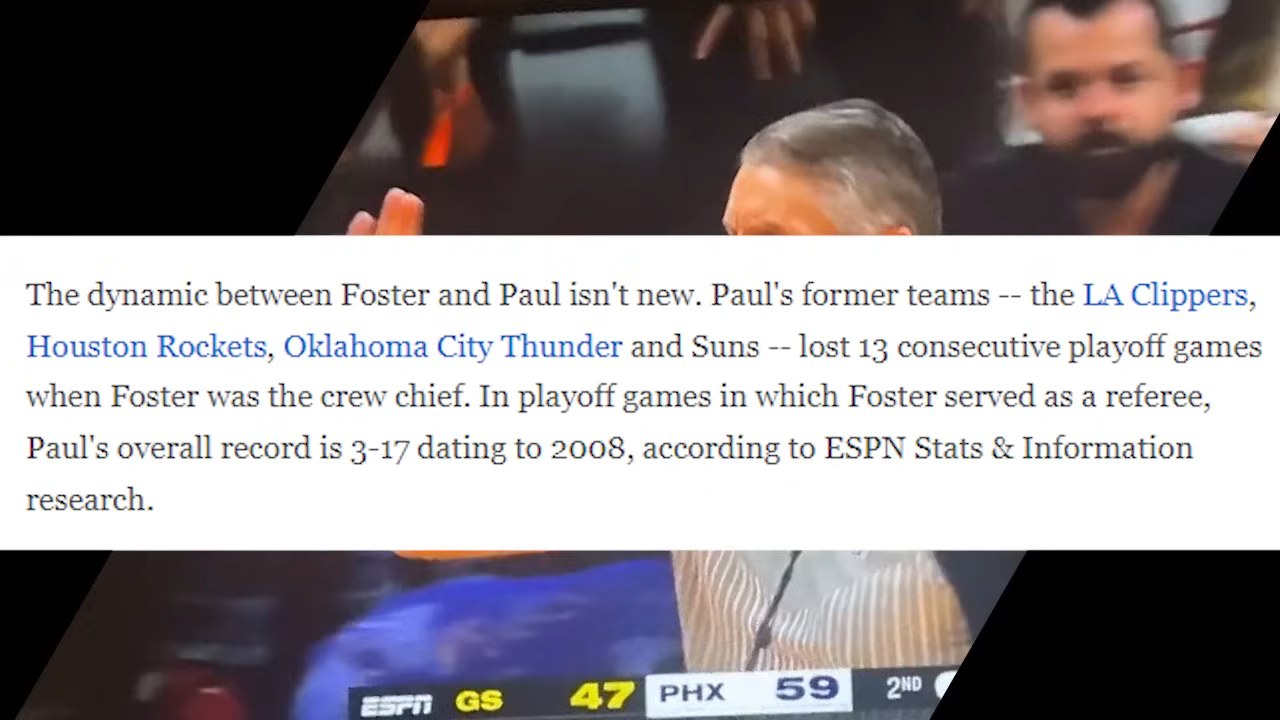 The dynamic between Foster and Paul isn't new. Paul's former teams -- the LA Clippers,
Houston Rockets, Oklahoma City Thunder and Suns -- lost 13 consecutive playoff games
when Foster was the crew chief. In playoff games in which Foster served as a referee,
Paul's overall record is 3-17 dating to 2008, according to ESPN Stats & Information
research.
ESPN GS 47 PHX 59 2ND